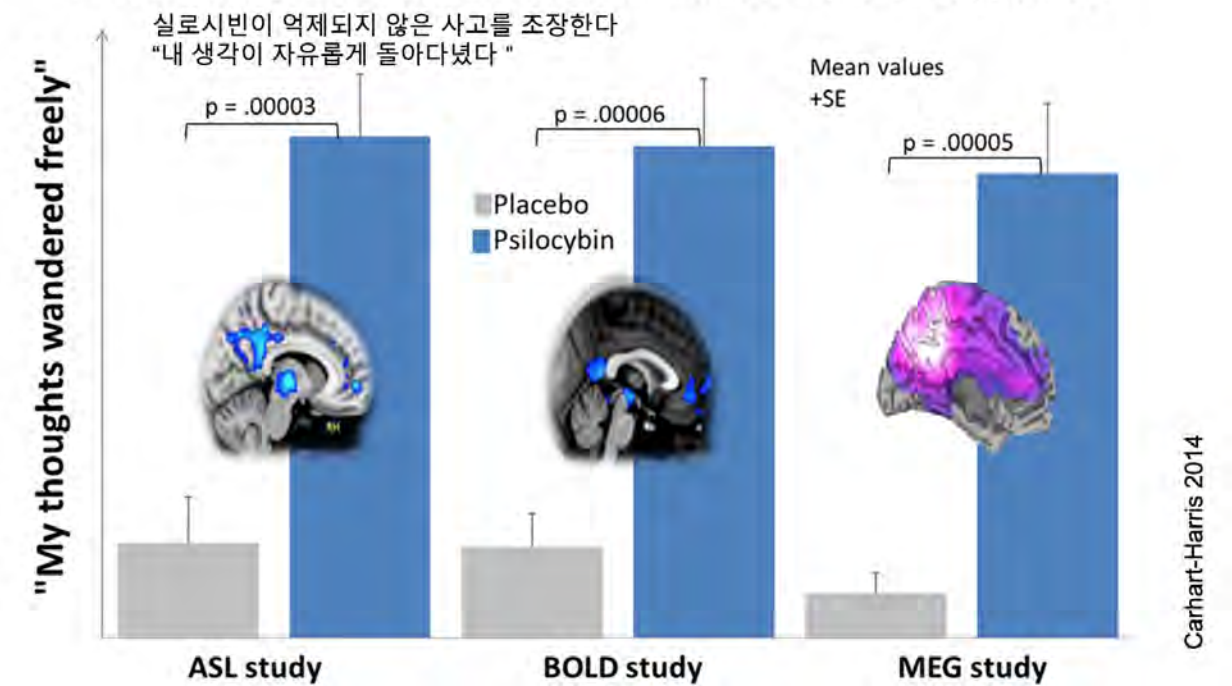 실로시빈이 억제되지 않은 사고를 조장한다
“내 생각이 자유롭게 돌아다녔다 ”
"My thoughts wandered freely"
p = .00003
p = .00006
Mean values
+SE
p = .00005
Placebo
Psilocybin
ASL study
BOLD study
MEG study
Carhart-Harris 2014